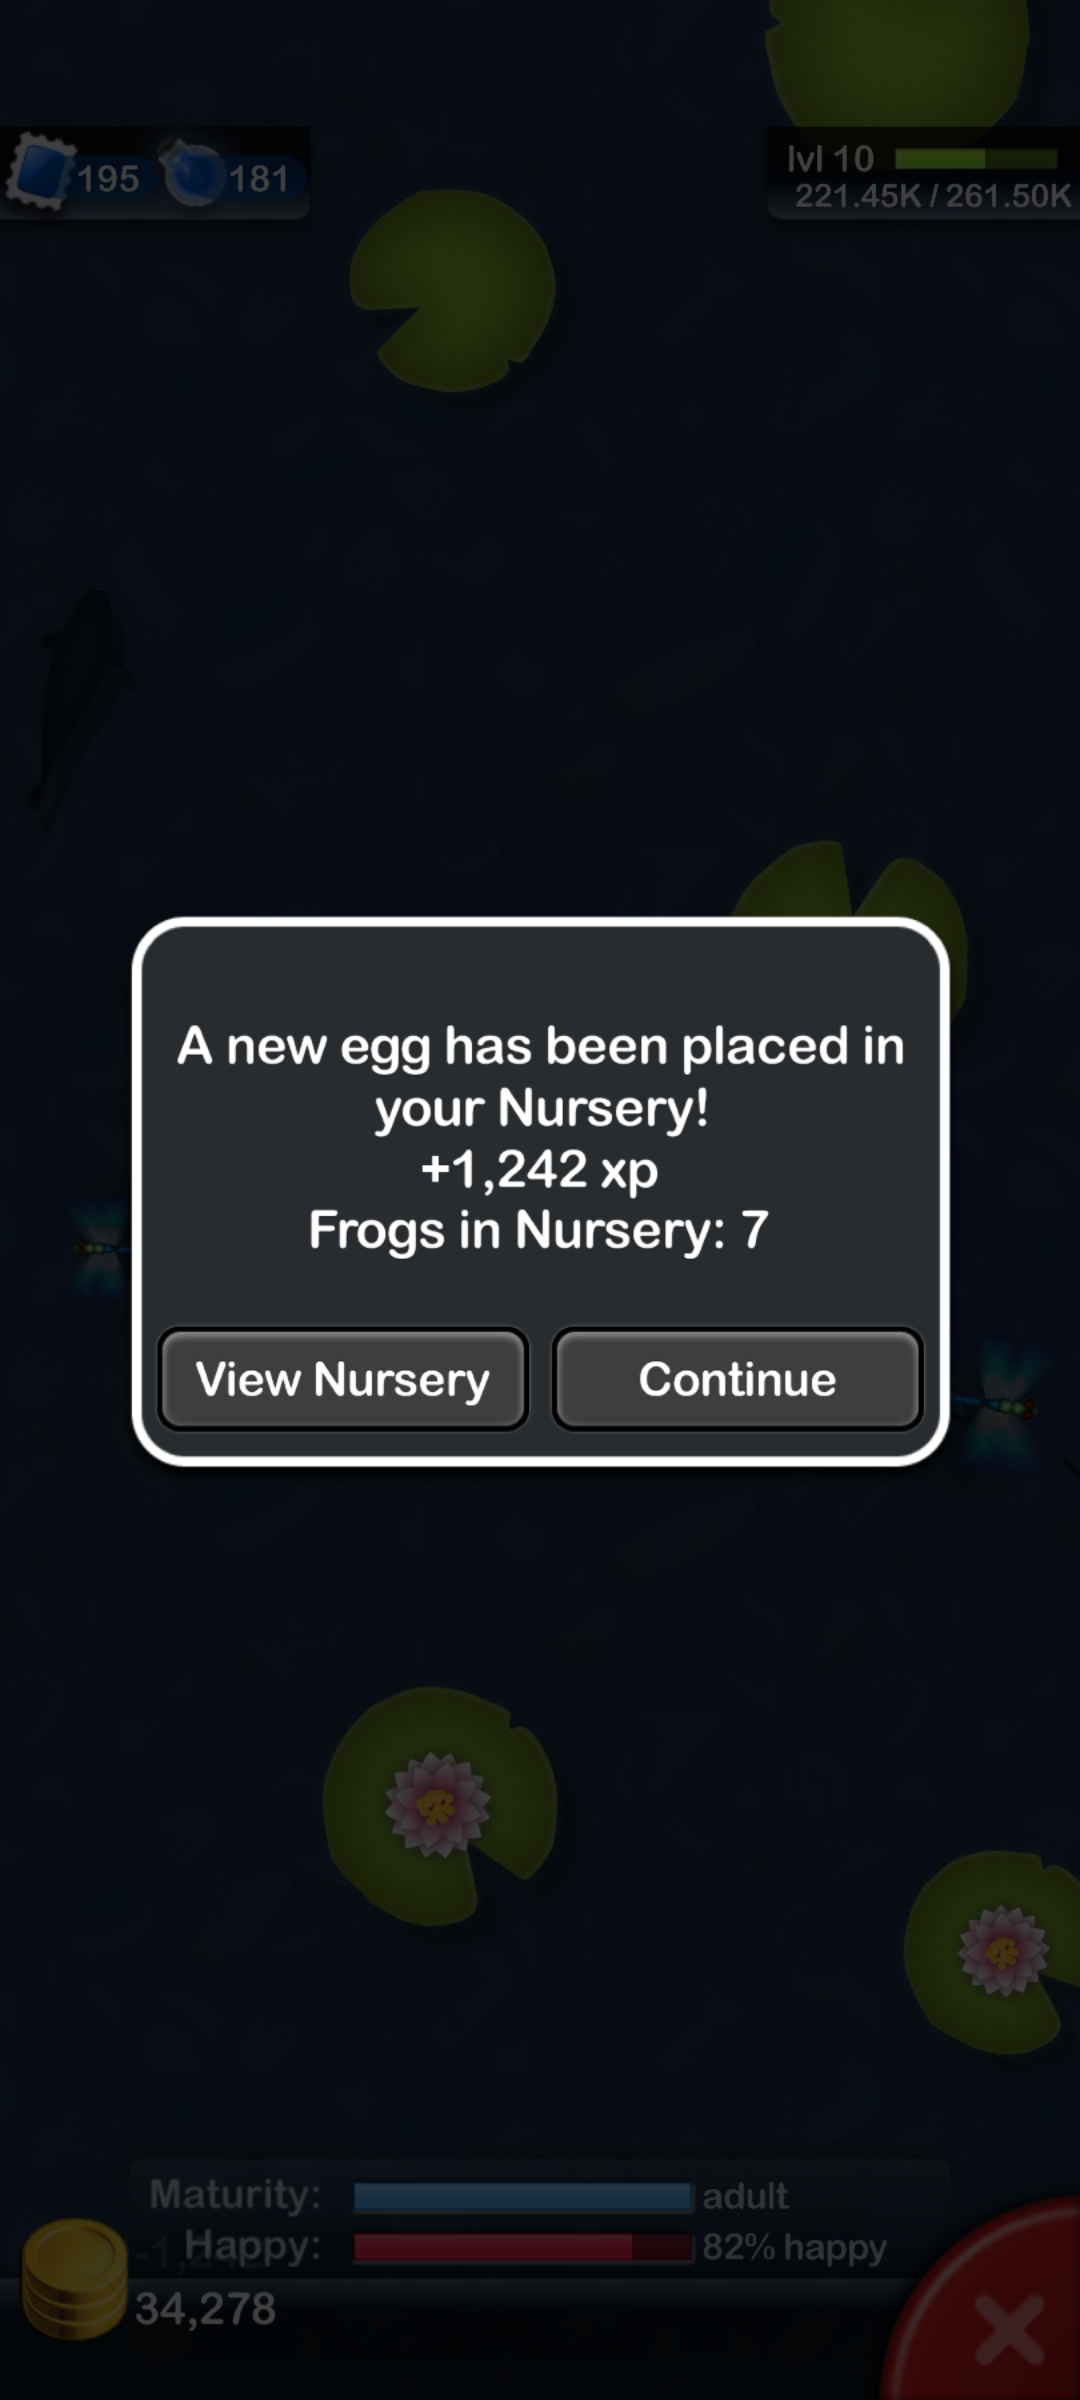 195 181
lvl 10
221.45K / 261.50K
A new egg has been placed in
your Nursery!
+1,242 xp
Frogs in Nursery: 7
View Nursery Continue
Maturity: adult
Happy: 82% happy
34,278